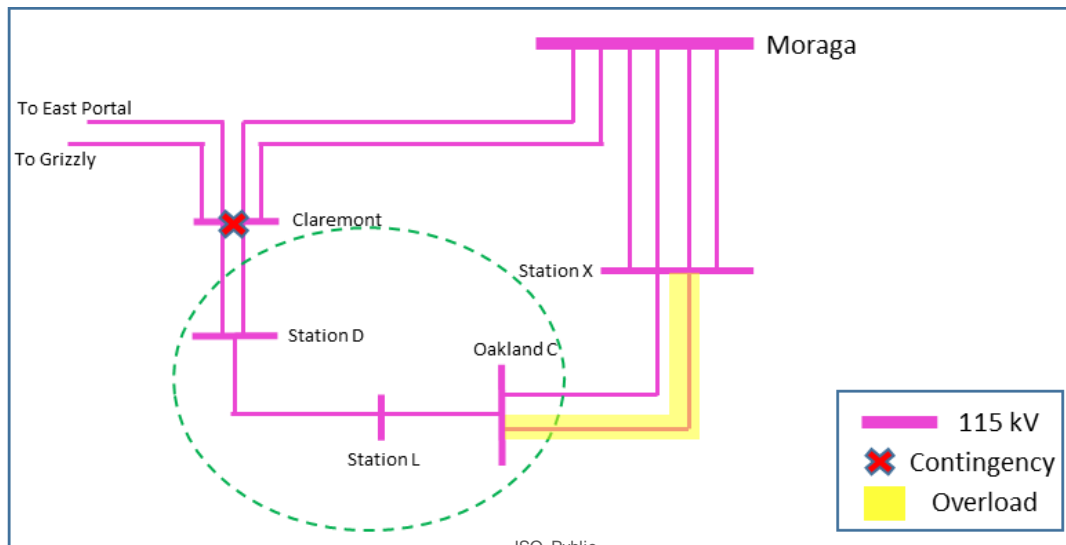 Moraga
To East Portal
To Grizzly
Claremont
Station X
Station D
Oakland C
Station L
115 kV
Contingency
Overload